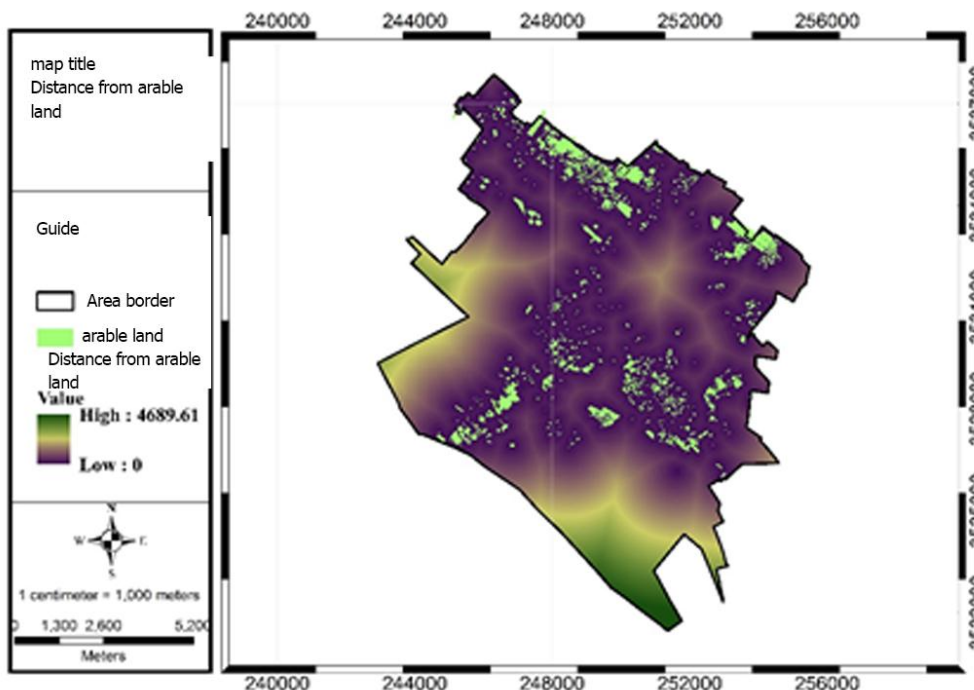 map title
Distance from arable
land
Guide
Area border
arable land
Distance from arable
land
Value
High : 4689.61
Low : 0
N
W E
S
1 centimeter = 1,000 meters
0 1,300 2,600 5,200
Meters
240000 244000 248000 252000 256000
240000 244000 248000 252000 256000